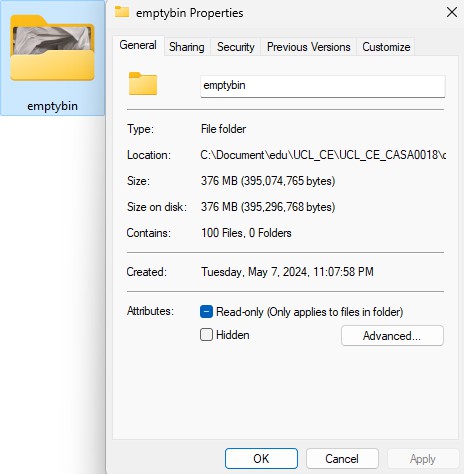 emptybin
emptybin Properties
General Sharing Security Previous Versions Customize
emptybin
Type: File folder
Location: C:\Document\edu\UCL_CE\UCL_CE_CASA0018\c
Size: 376 MB (395,074,765 bytes)
Size on disk: 376 MB (395,296,768 bytes)
Contains: 100 Files, 0 Folders
Created: Tuesday, May 7, 2024, 11:07:58 PM
Attributes: Read-only (Only applies to files in folder)
Hidden Advanced...
OK Cancel Apply